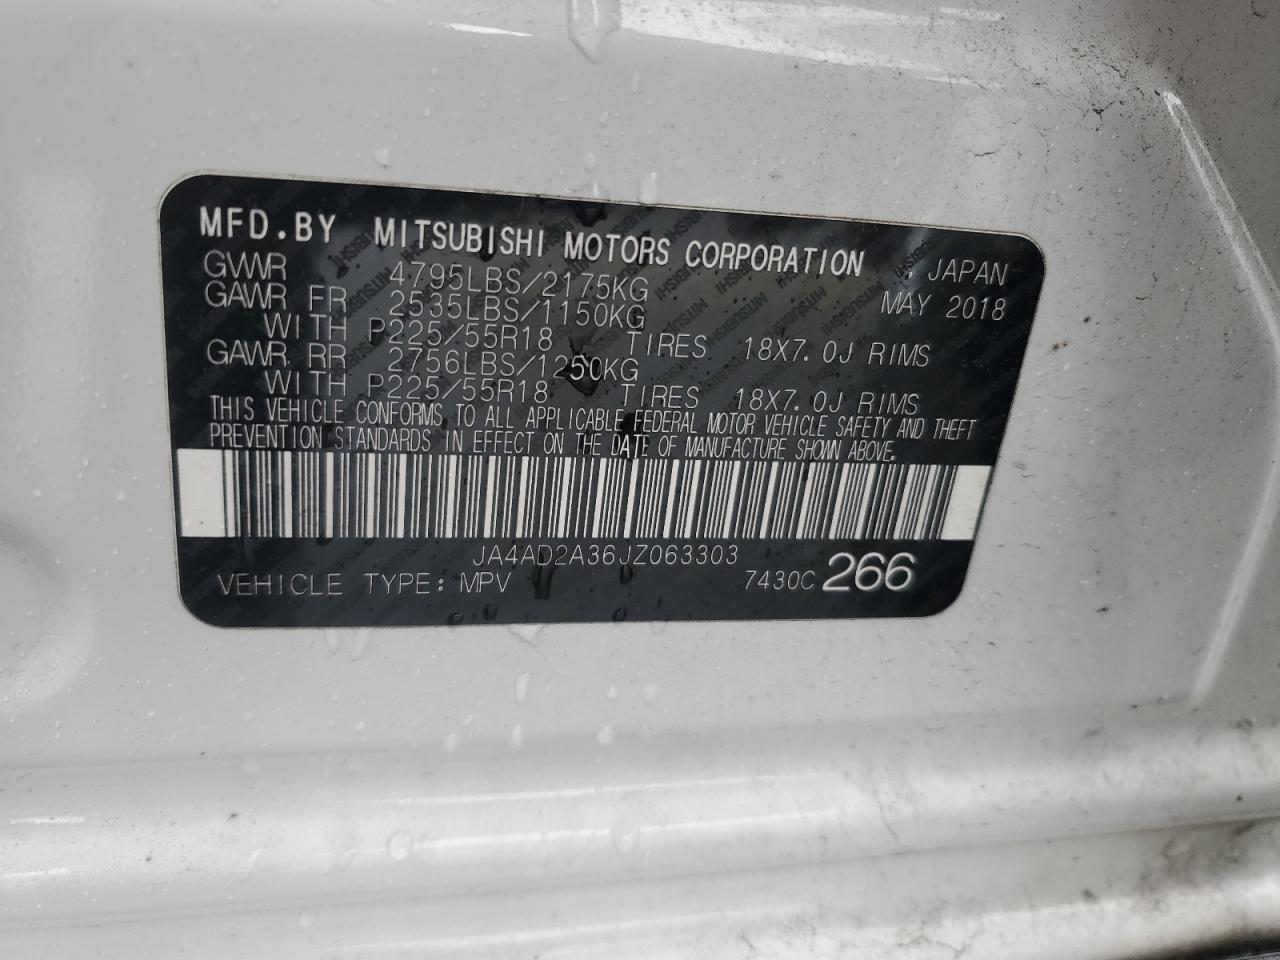 MFD.BY MITSUBISHI MOTORS CORPORATION, JAPAN
GVWR 4795LBS/2175KG MAY 2018
GAWR FR 2535LBS/1150KG
WITH P225/55R18 TIRES 18X7.0J RIMS
GAWR RR 2756LBS/1250KG
WITH P225/55R18 TIRES 18X7.0J RIMS
THIS VEHICLE CONFORMS TO ALL APPLICABLE FEDERAL MOTOR VEHICLE SAFETY AND THEFT
PREVENTION STANDARDS IN EFFECT ON THE DATE OF MANUFACTURE SHOWN ABOVE.
JA4AD2A36JZ063303
VEHICLE TYPE: MPV 7430C 266